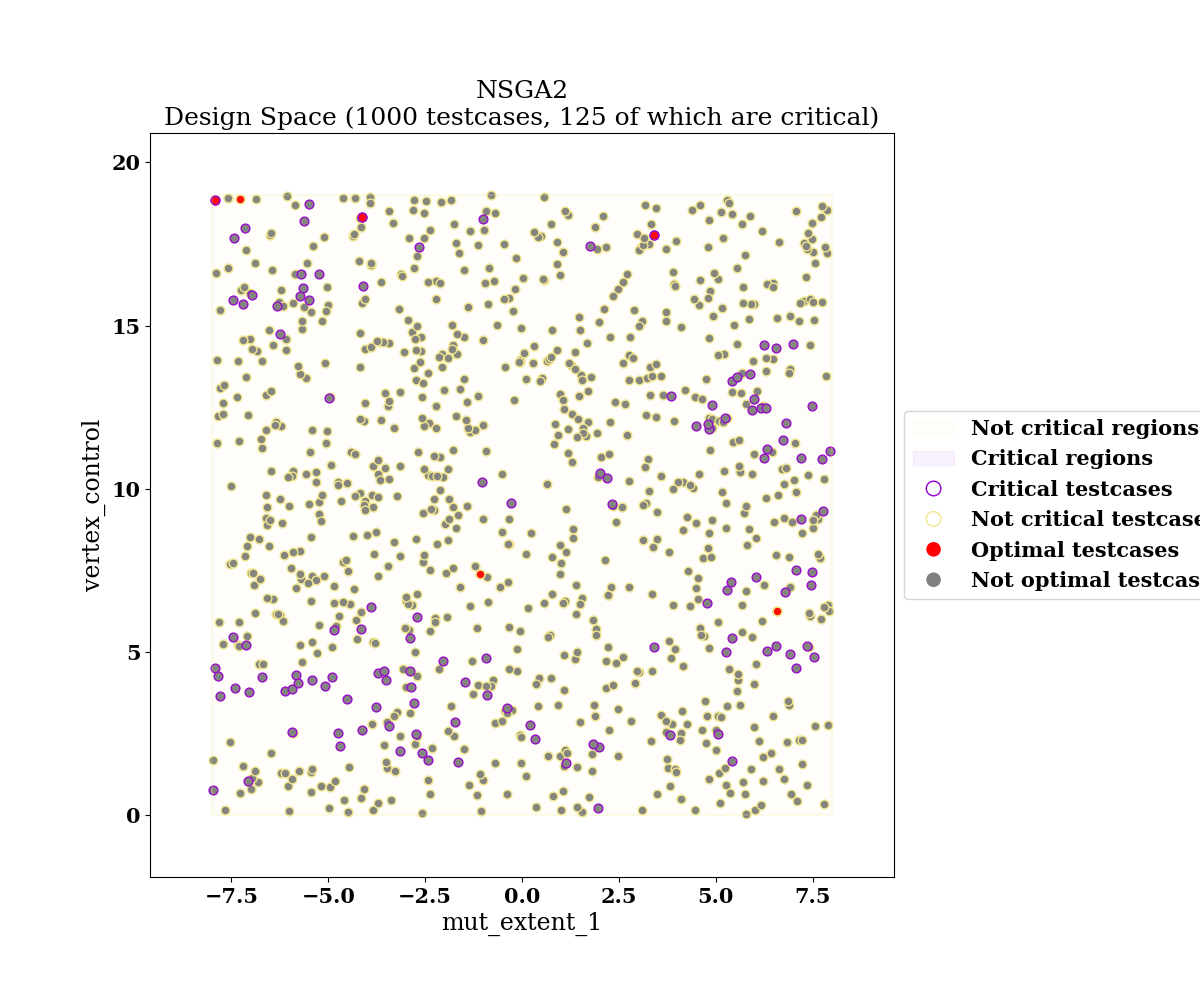 NSGA2
Design Space (1000 testcases, 125 of which are critical)
20
15
10
5
0
vertex_control
−7.5 −5.0 −2.5 0.0 2.5 5.0 7.5
mut_extent_1
Not critical regions
Critical regions
Critical testcases
Not critical testcase
Optimal testcases
Not optimal testcas